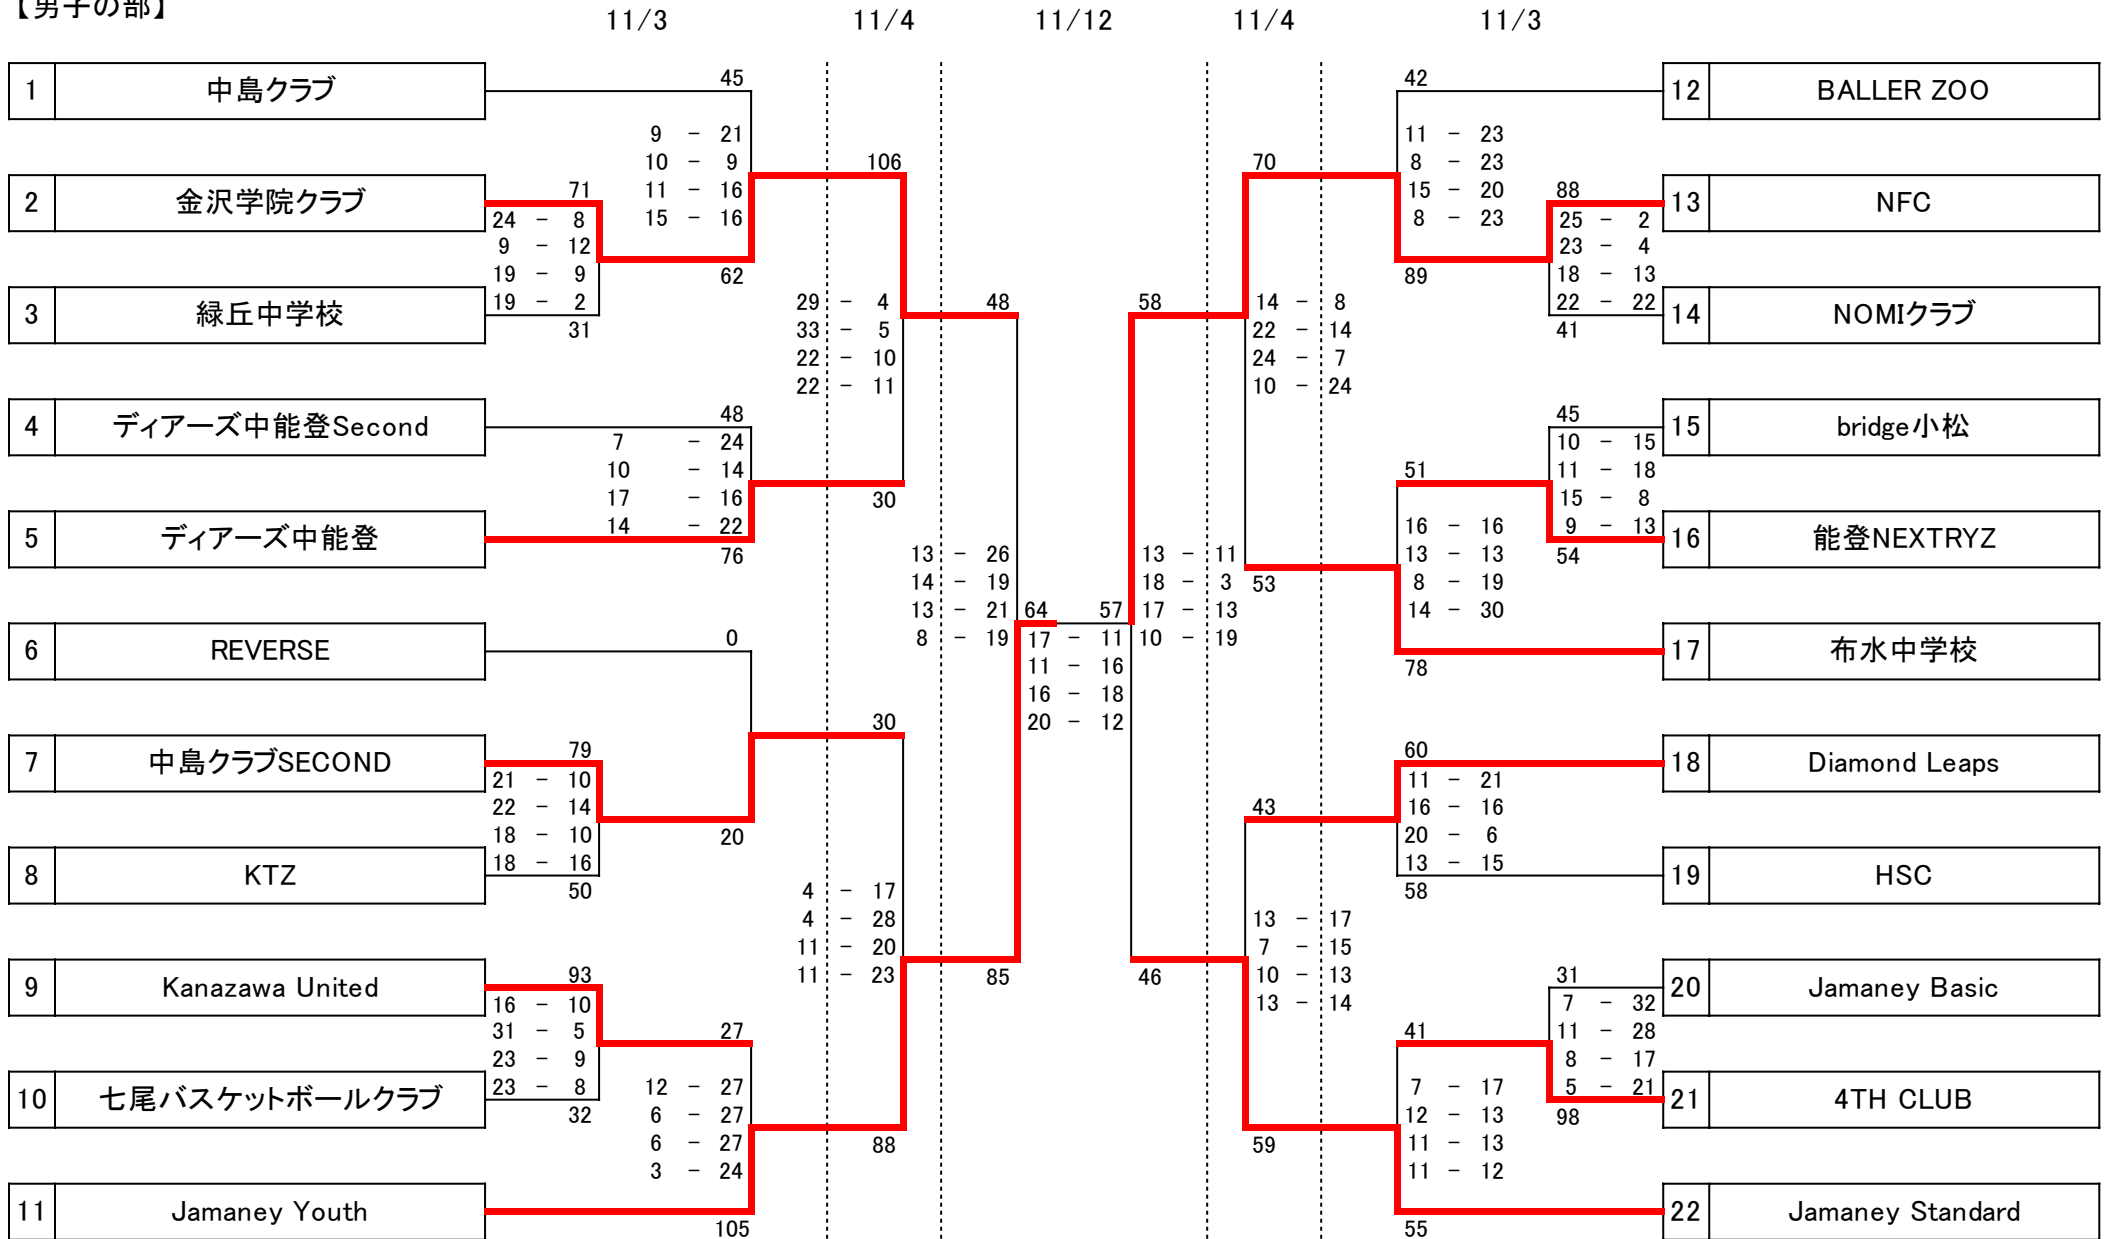 【男子の部】
11/3 11/4 11/12 11/4 11/3
1 中島クラブ 45 42 12 BALLER ZOO
9 - 21 11 - 23
10 - 9 106 70 8 - 23
2 金沢学院クラブ 71 11 - 16 15 - 20 88 13 NFC
24 - 8 15 - 16 8 - 23 25 - 2
9 - 12 23 - 4
19 - 9 62 89 18 - 13
3 緑丘中学校 19 - 2 29 - 4 48 58 14 - 8 22 - 22 14 NOMIクラブ
31 33 - 5 22 - 14 41
22 - 10 24 - 7
22 - 11 10 - 24
4 ディアーズ中能登Second 48 45 15 bridge小松
7 - 24 10 - 15
10 - 14 51 11 - 18
17 - 16 30 15 - 8
5 ディアーズ中能登 14 - 22 16 - 16 9 - 13 16 能登NEXTRYZ
76 13 - 26 13 - 11 13 - 13 54
14 - 19 18 - 3 53 8 - 19
13 - 21 64 57 17 - 13 14 - 30
6 REVERSE 0 8 - 19 17 - 11 10 - 19 17 布水中学校
11 - 16 78
16 - 18
30 20 - 12
7 中島クラブSECOND 79 60 18 Diamond Leaps
21 - 10 11 - 21
22 - 14 43 16 - 16
18 - 10 20 20 - 6
8 KTZ 18 - 16 13 - 15 19 HSC
50 4 - 17 58
4 - 28 13 - 17
11 - 20 7 - 15
9 Kanazawa United 93 11 - 23 85 46 10 - 13 31 20 Jamaney Basic
16 - 10 13 - 14 7 - 32
31 - 5 27 41 11 - 28
23 - 9 8 - 17
10 七尾バスケットボールクラブ 23 - 8 12 - 27 7 - 17 5 - 21 21 4TH CLUB
32 6 - 27 12 - 13 98
6 - 27 88 59 11 - 13
3 - 24 11 - 12
11 Jamaney Youth 22 Jamaney Standard
105 55